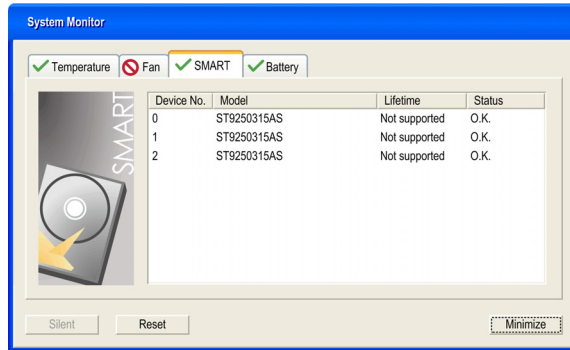 System Monitor
Temperature Fan SMART Battery
SMART
Device No. Model Lifetime Status
0 ST9250315AS Not supported O.K.
1 ST9250315AS Not supported O.K.
2 ST9250315AS Not supported O.K.
Silent Reset Minimize